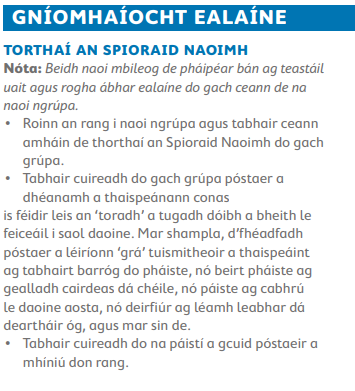 GNÍOMHAÍOCHT EALAÍNE
TORTHAÍ AN SPIORAID NAOIMH
Nóta: Beidh naoi mbileog de pháipéar bán ag teastáil
uait agus rogha ábhar ealaíne do gach ceann de na
naoi ngrúpa.
• Roinn an rang i naoi ngrúpa agus tabhair ceann
amháin de thorthaí an Spioraid Naoimh do gach
grúpa.
• Tabhair cuireadh do gach grúpa póstaer a
dhéanamh a thaispeánann conas
is féidir leis an ‘toradh’ a tugadh dóibh a bheith le
feiceáil i saol daoine. Mar shampla, d’fhéadfadh
póstaer a léiríonn ‘grá’ tuismitheoir a thaispeáint
ag tabhairt barróg do pháiste, nó beirt pháiste ag
gealladh cairdeas dá chéile, nó páiste ag cabhrú
le daoine aosta, nó deirfiúr ag léamh leabhar dá
deartháir óg, agus mar sin de.
• Tabhair cuireadh do na páistí a gcuid póstaeir a
mhíniú don rang.